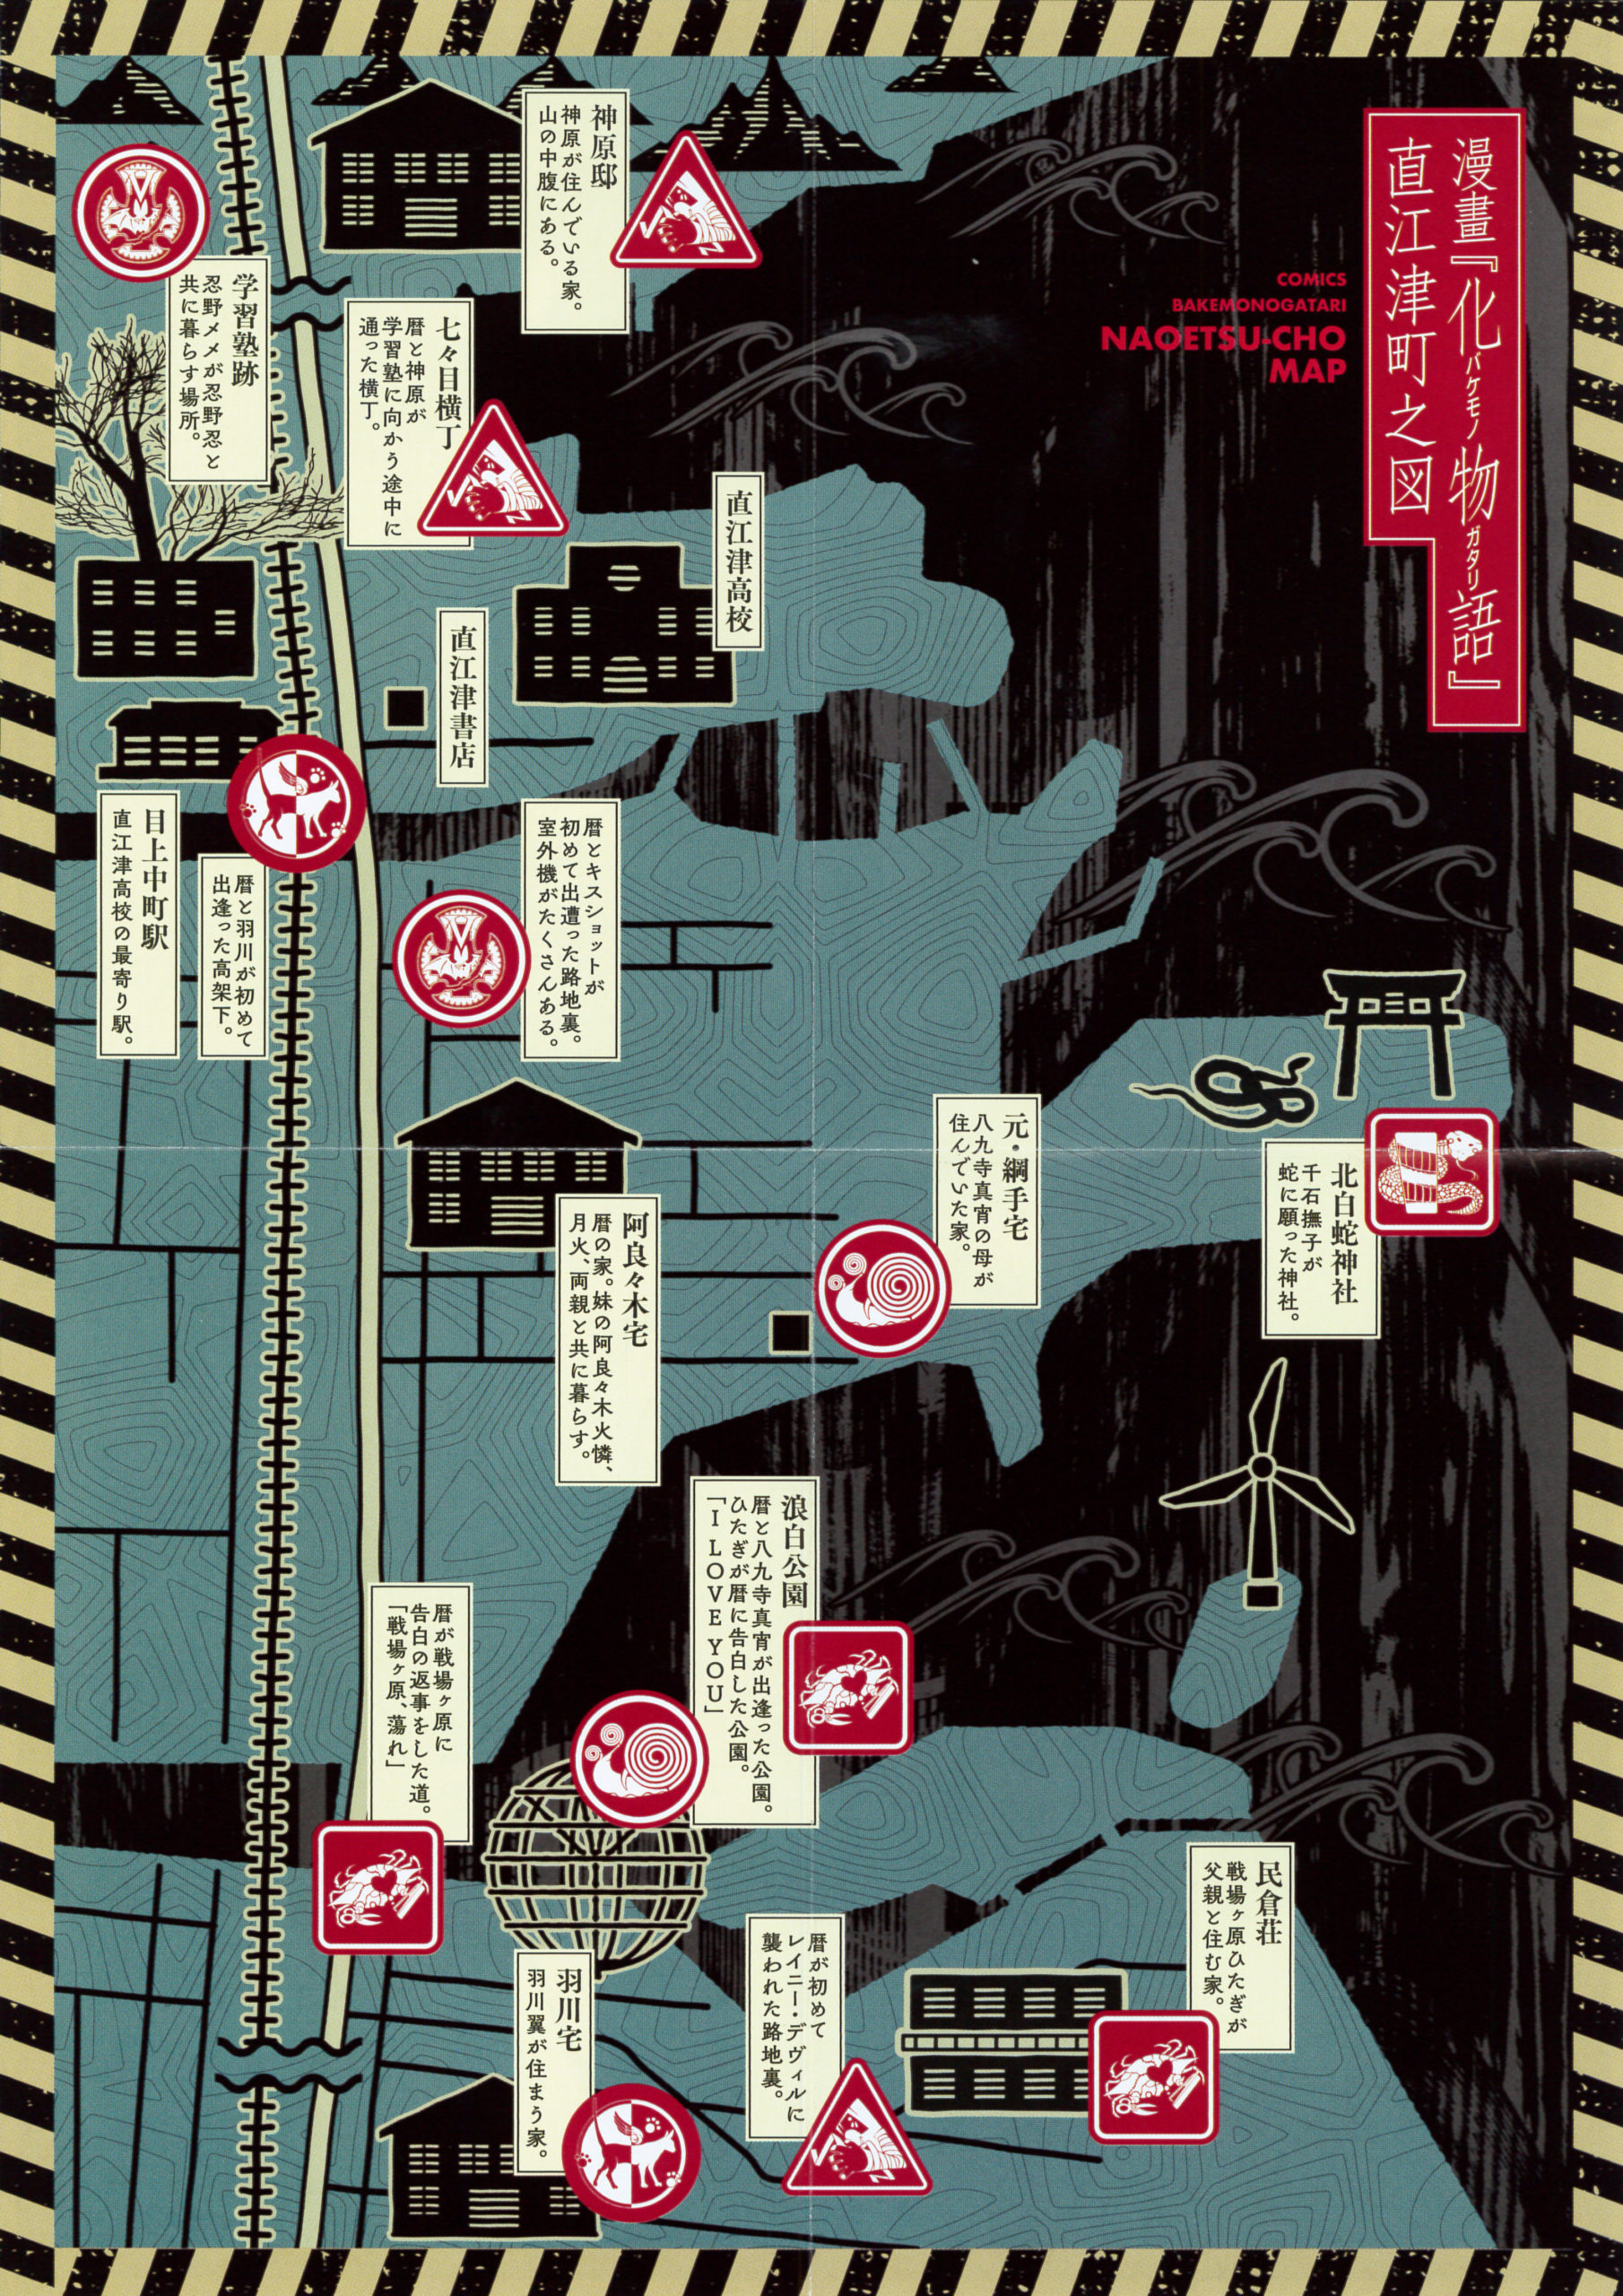 漫畫『化物語』
バケモノ
ガタリ
直江津町之図
COMICS
BAKEMONOGATARI
NAOETSU-CHO
MAP
神原邸
神原が住んでいる家。
山の中腹にある。
学習塾跡
忍野メメが忍野忍と
共に暮らす場所。
七々目横丁
暦と神原が
学習塾に向かう途中に
通った横丁。
直江津高校
直江津書店
目上中町駅
直江津高校の最寄り駅。
暦と羽川が初めて
出逢った高架下。
暦とキスショットが
初めて出遭った路地裏。
室外機がたくさんある。
北白蛇神社
千石撫子が
蛇に願った神社。
元・綱手宅
八九寺真宵の母が
住んでいた家。
阿良々木宅
暦の家。妹の阿良々木火憐、
月火、両親と共に暮らす。
浪白公園
暦と八九寺真宵が出逢った公園。
ひたぎが暦に告白した公園。
「I LOVE YOU」
暦が戦場ヶ原に
告白の返事をした道。
「戦場ヶ原、蕩れ」
民倉荘
戦場ヶ原ひたぎが
父親と住む家。
暦が初めて
レイニー・デヴィルに
襲われた路地裏。
羽川宅
羽川翼が住まう家。